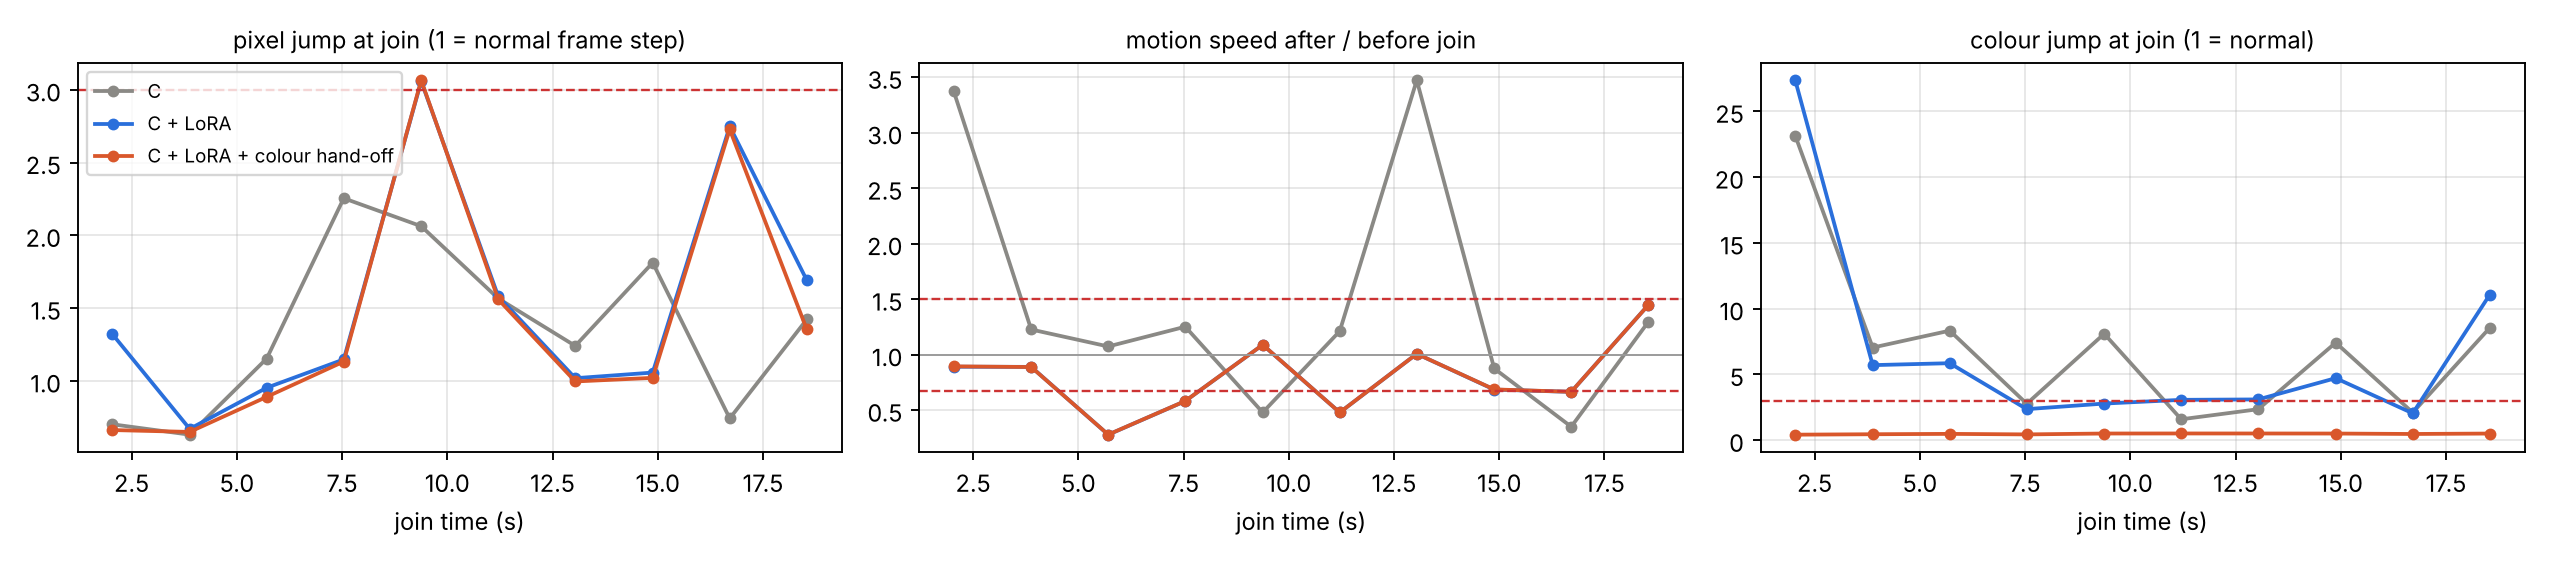 pixel jump at join (1 = normal frame step)
3.0
2.5
2.0
1.5
1.0
C
C + LoRA
C + LoRA + colour hand-off
2.5 5.0 7.5 10.0 12.5 15.0 17.5
join time (s)
motion speed after / before join
3.5
3.0
2.5
2.0
1.5
1.0
0.5
2.5 5.0 7.5 10.0 12.5 15.0 17.5
join time (s)
colour jump at join (1 = normal)
25
20
15
10
5
0
2.5 5.0 7.5 10.0 12.5 15.0 17.5
join time (s)